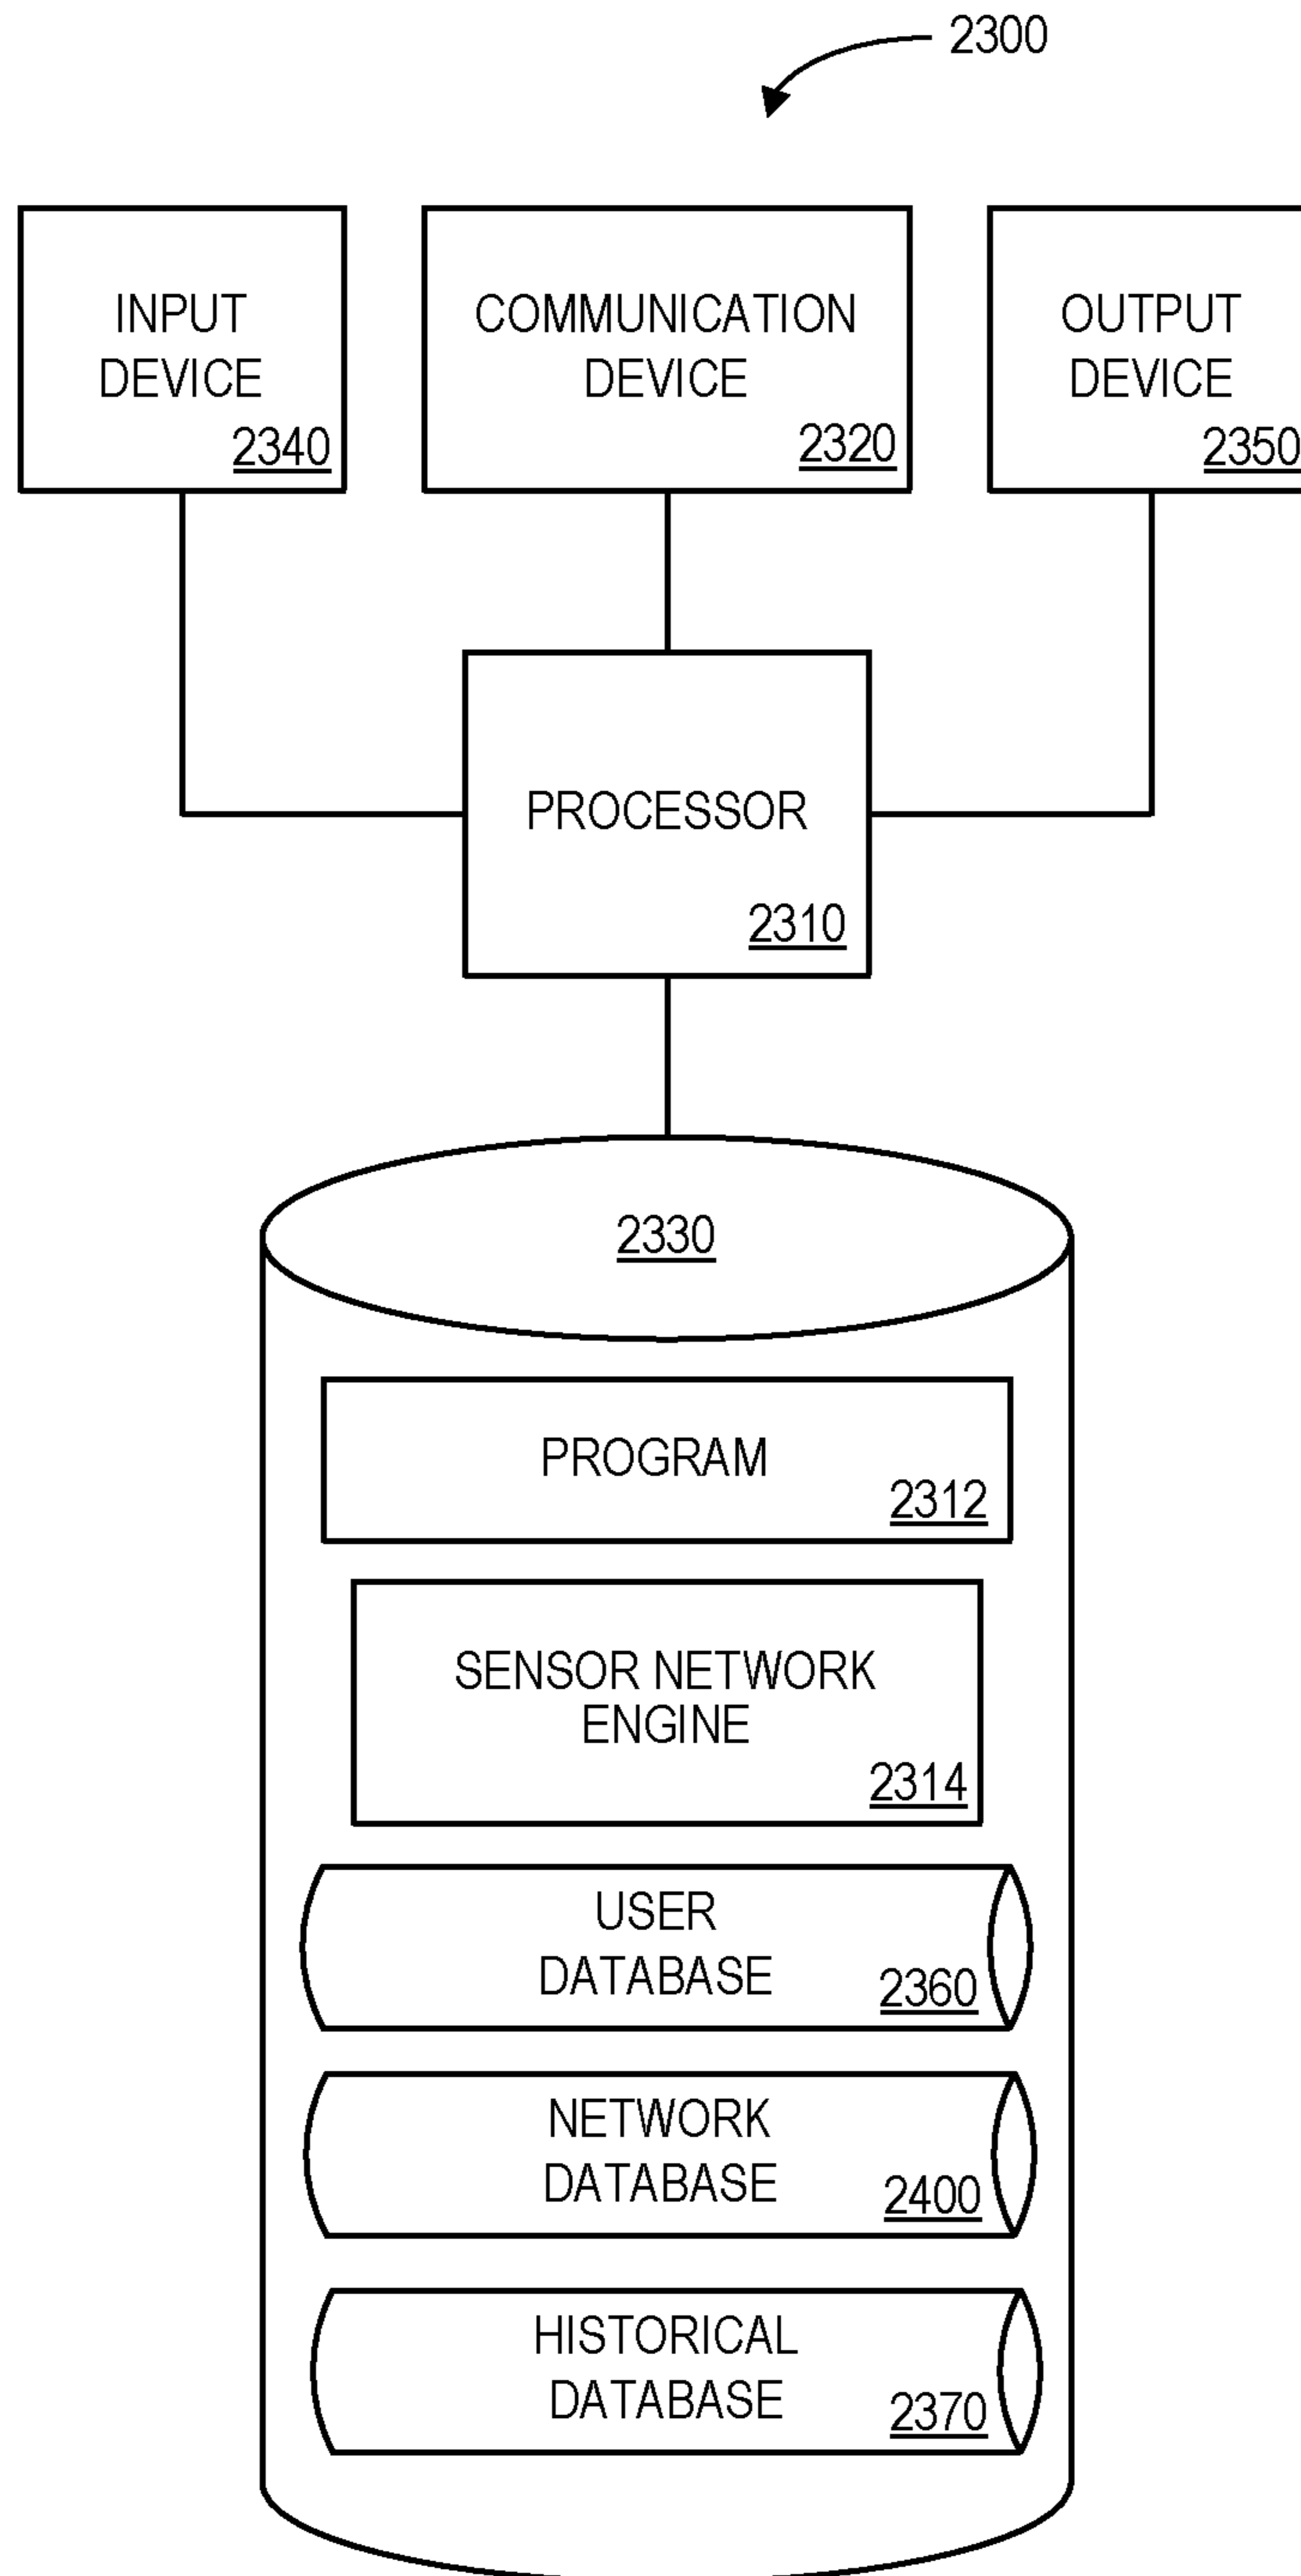 2300
INPUT
DEVICE
2340
COMMUNICATION
DEVICE
2320
OUTPUT
DEVICE
2350
PROCESSOR
2310
2330
PROGRAM
2312
SENSOR NETWORK
ENGINE
2314
USER
DATABASE
2360
NETWORK
DATABASE
2400
HISTORICAL
DATABASE
2370